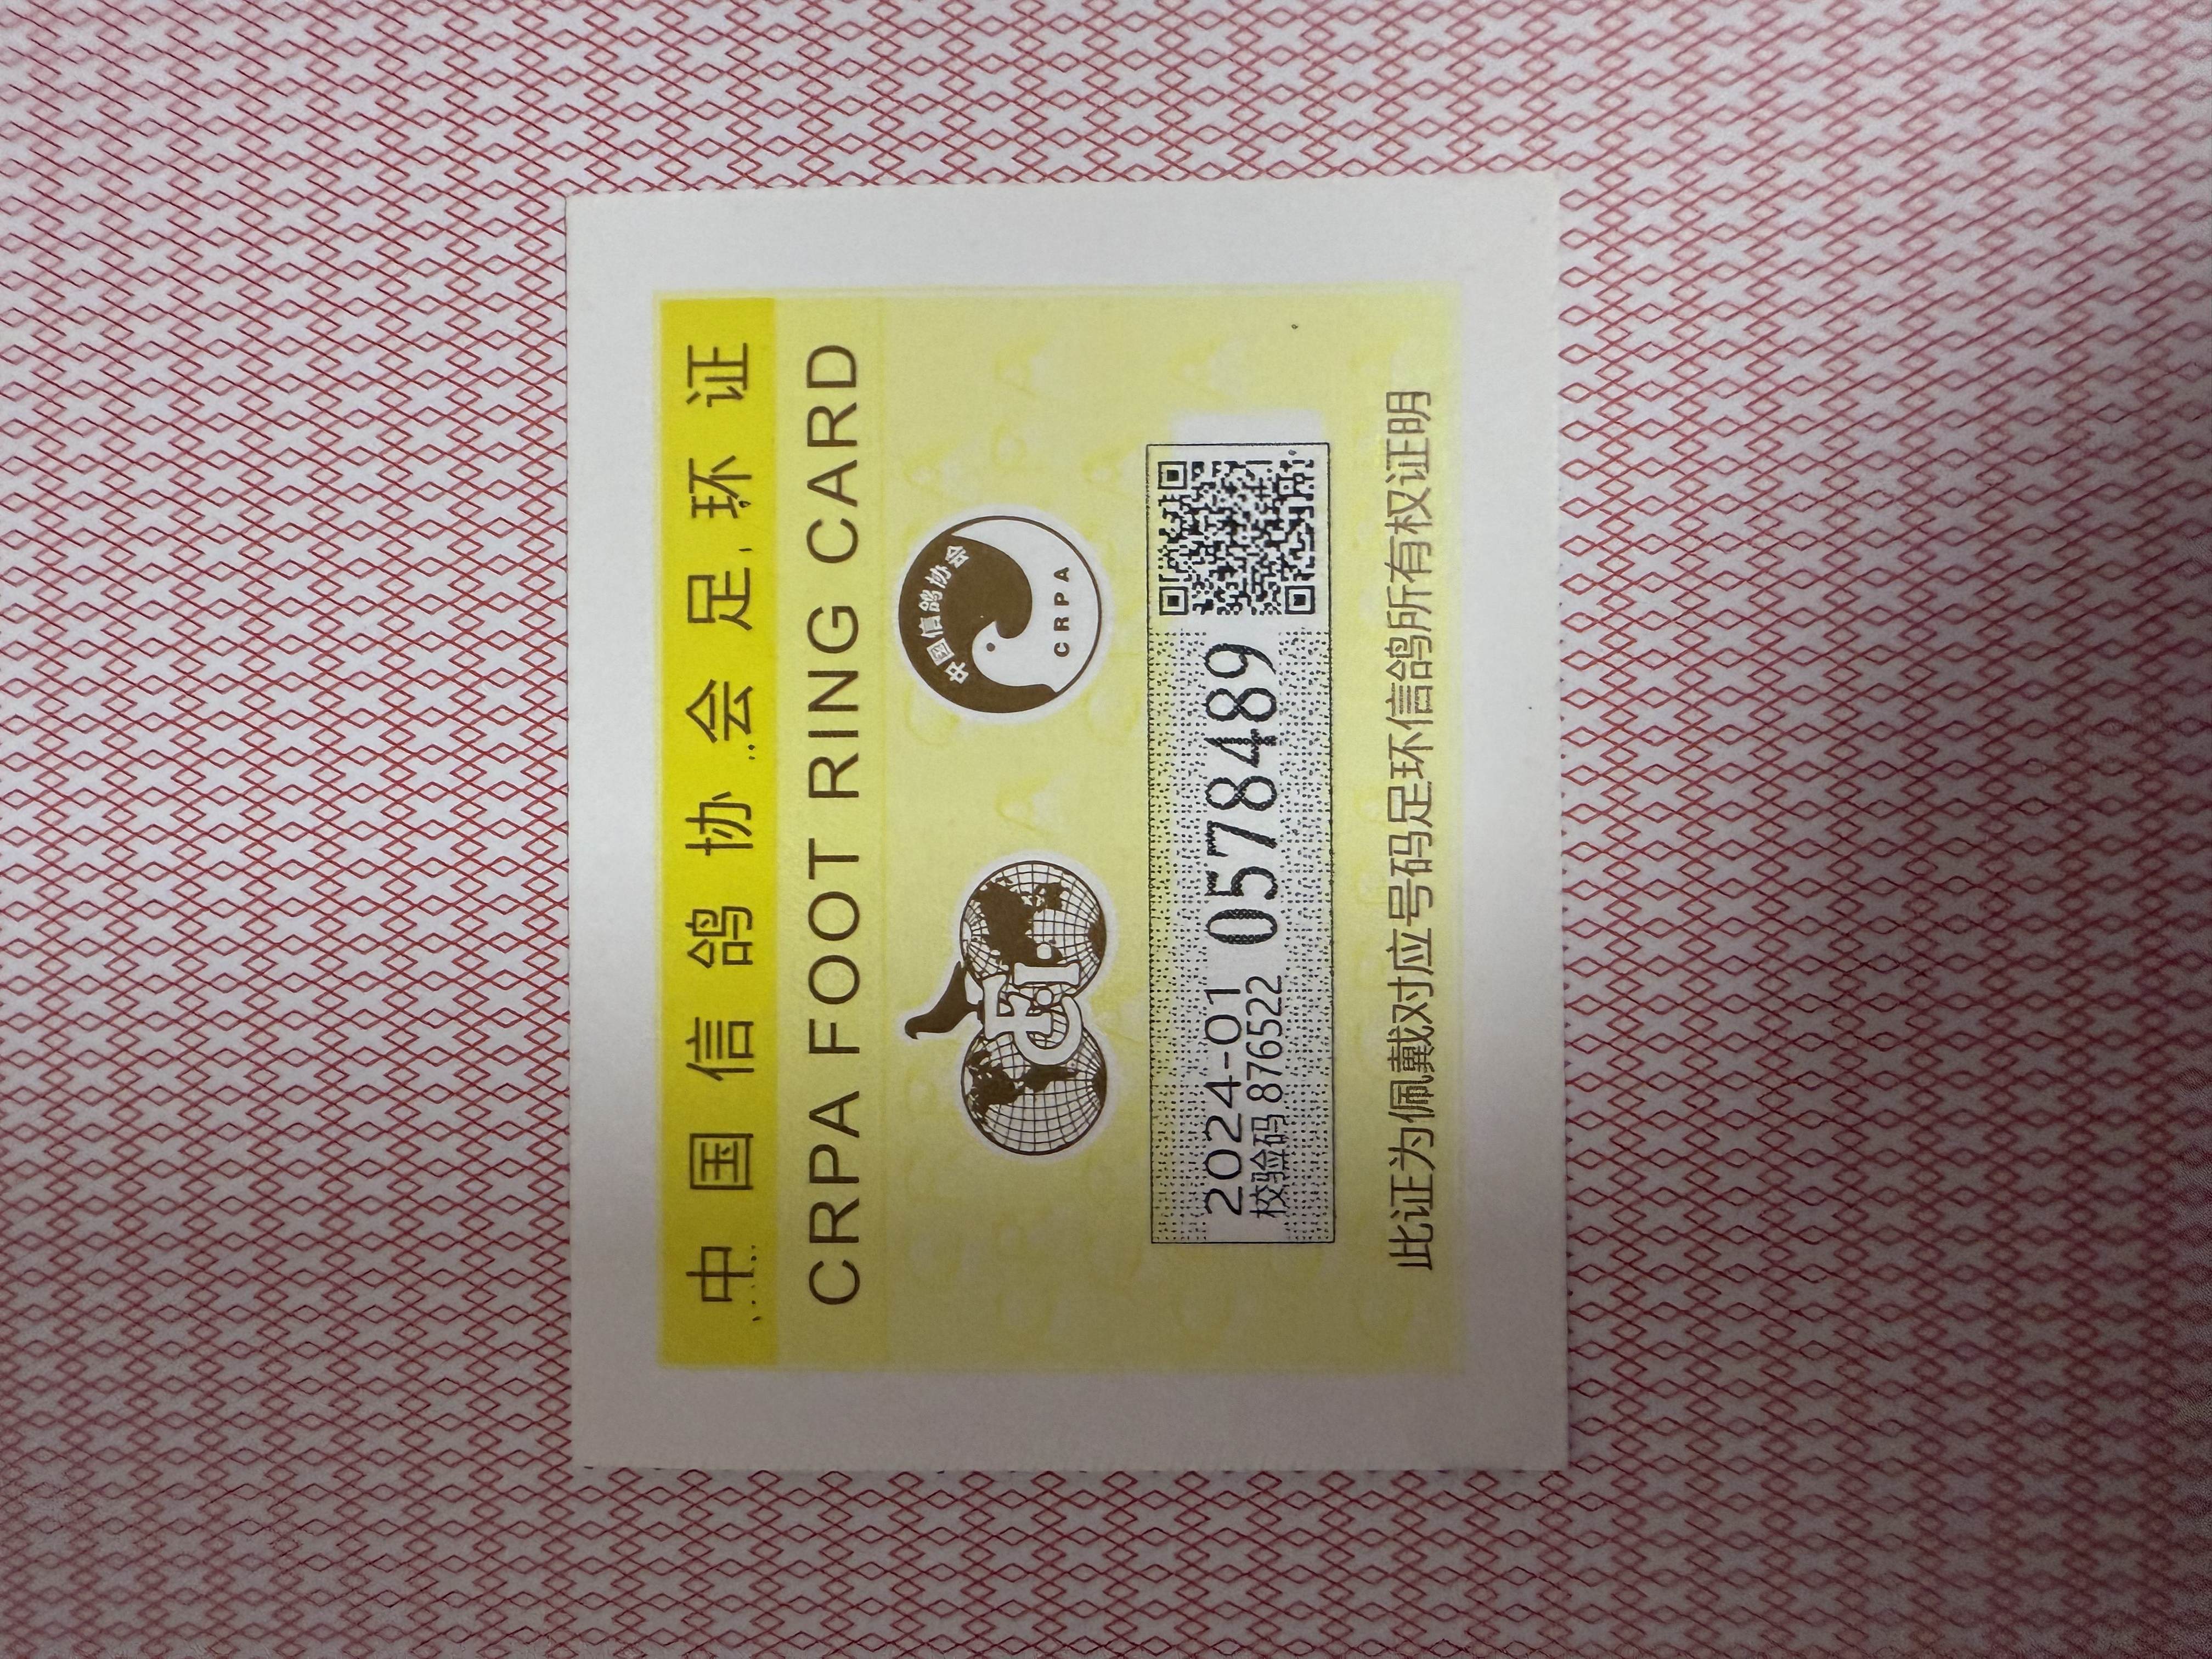 中国信鸽协会足环证
CRPA FOOT RING CARD
中国信鸽协会
CRPA
2024-01 0578489
校验码 876522
此证为佩戴对应号码足环信鸽所有权证明